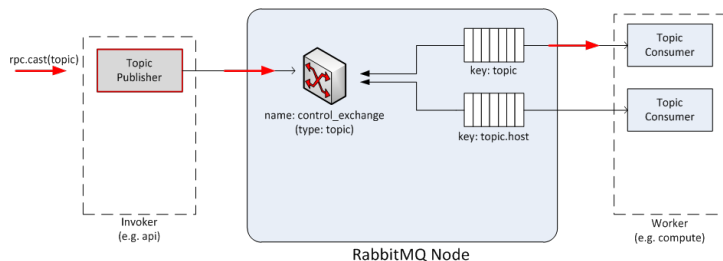 rpc.cast(topic)
Topic
Publisher
name: control_exchange
(type: topic)
key: topic
key: topic.host
Topic
Consumer
Topic
Consumer
Invoker
(e.g. api)
Worker
(e.g. compute)
RabbitMQ Node